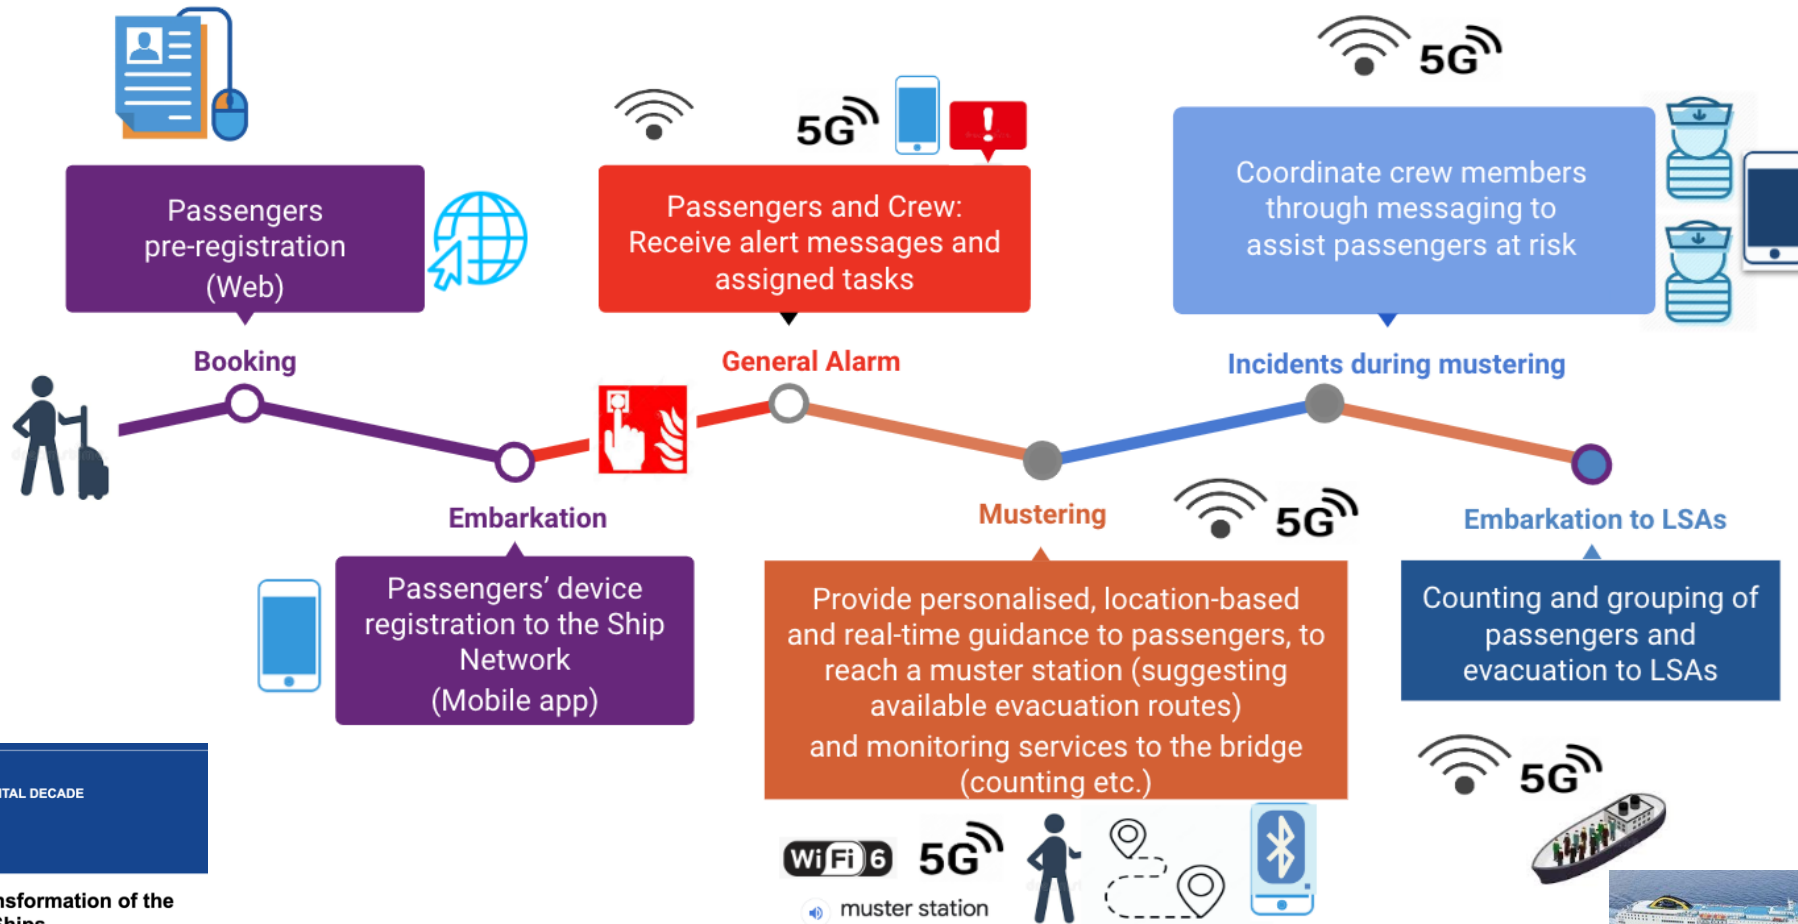 5G
5G
Passengers
pre-registration
(Web)
Passengers and Crew:
Receive alert messages and
assigned tasks
Coordinate crew members
through messaging to
assist passengers at risk
Booking
General Alarm
Incidents during mustering
Embarkation
Mustering
5G
Embarkation to LSAs
Passengers’ device
registration to the Ship
Network
(Mobile app)
Provide personalised, location-based
and real-time guidance to passengers, to
reach a muster station (suggesting
available evacuation routes)
and monitoring services to the bridge
(counting etc.)
Counting and grouping of
passengers and
evacuation to LSAs
5G
DECADE
WiFi 6
5G
muster station
of the